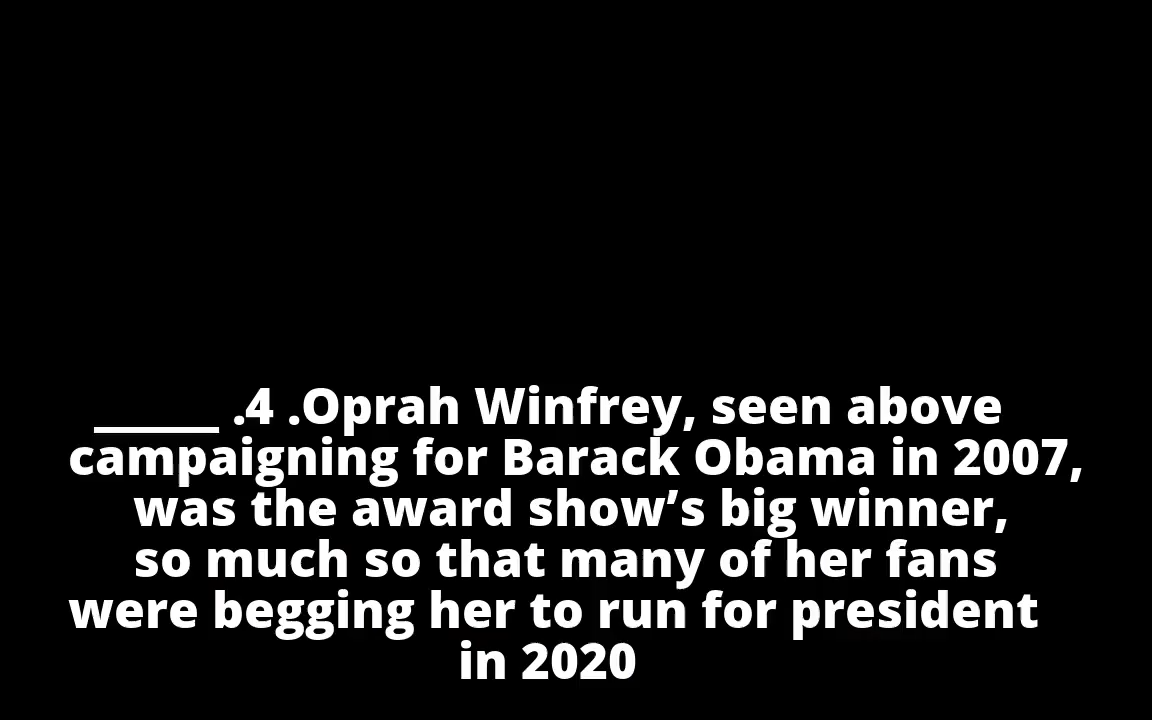 _____ .4 .Oprah Winfrey, seen above
campaigning for Barack Obama in 2007,
was the award show’s big winner,
so much so that many of her fans
were begging her to run for president
in 2020